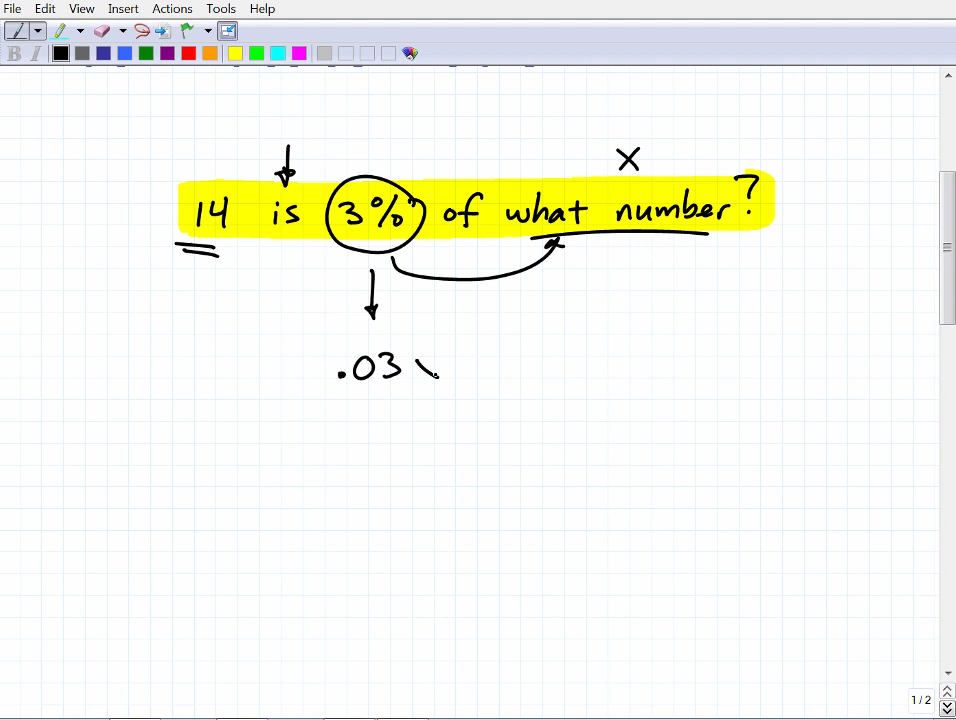 File Edit View Insert Actions Tools Help
B I
X
14 is 3% of what number?
.03
1/2